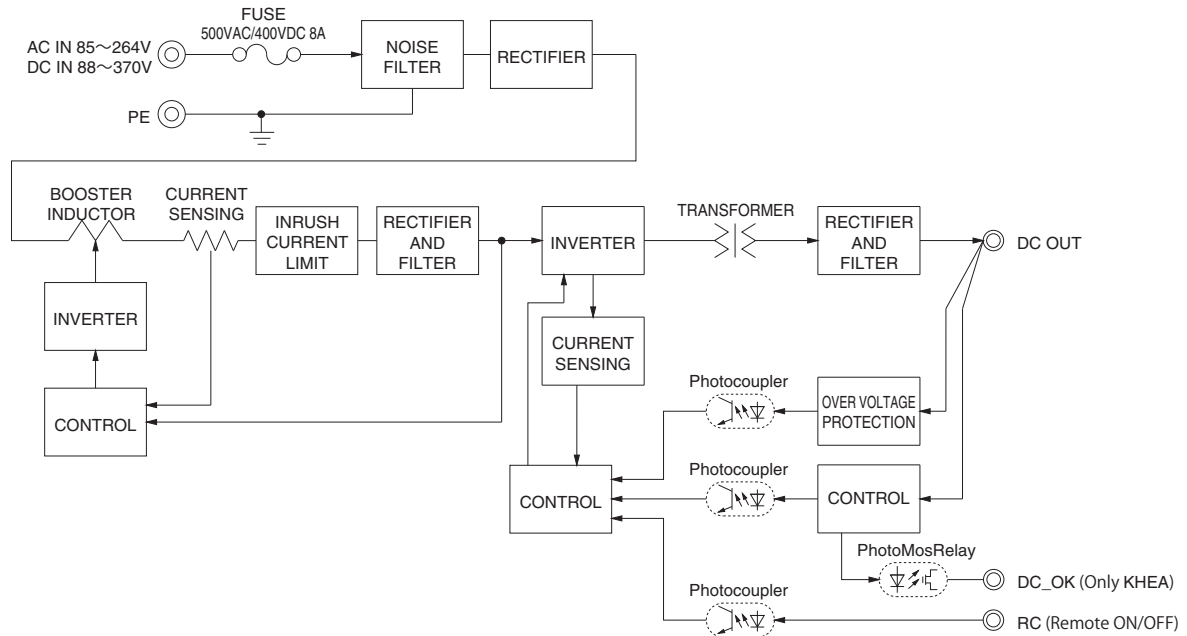 FUSE
500VAC/400VDC 8A
AC IN 85～264V
DC IN 88～370V
NOISE
FILTER
RECTIFIER
PE
BOOSTER
INDUCTOR
CURRENT
SENSING
INRUSH
CURRENT
LIMIT
RECTIFIER
AND
FILTER
INVERTER
TRANSFORMER
RECTIFIER
AND
FILTER
DC OUT
INVERTER
CURRENT
SENSING
CONTROL
Photocoupler
OVER VOLTAGE
PROTECTION
Photocoupler
CONTROL
CONTROL
PhotoMosRelay
DC_OK (Only KHEA)
Photocoupler
RC (Remote ON/OFF)